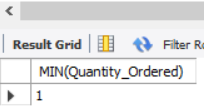 Result Grid Filter Ro
MIN(Quantity_Ordered)
1